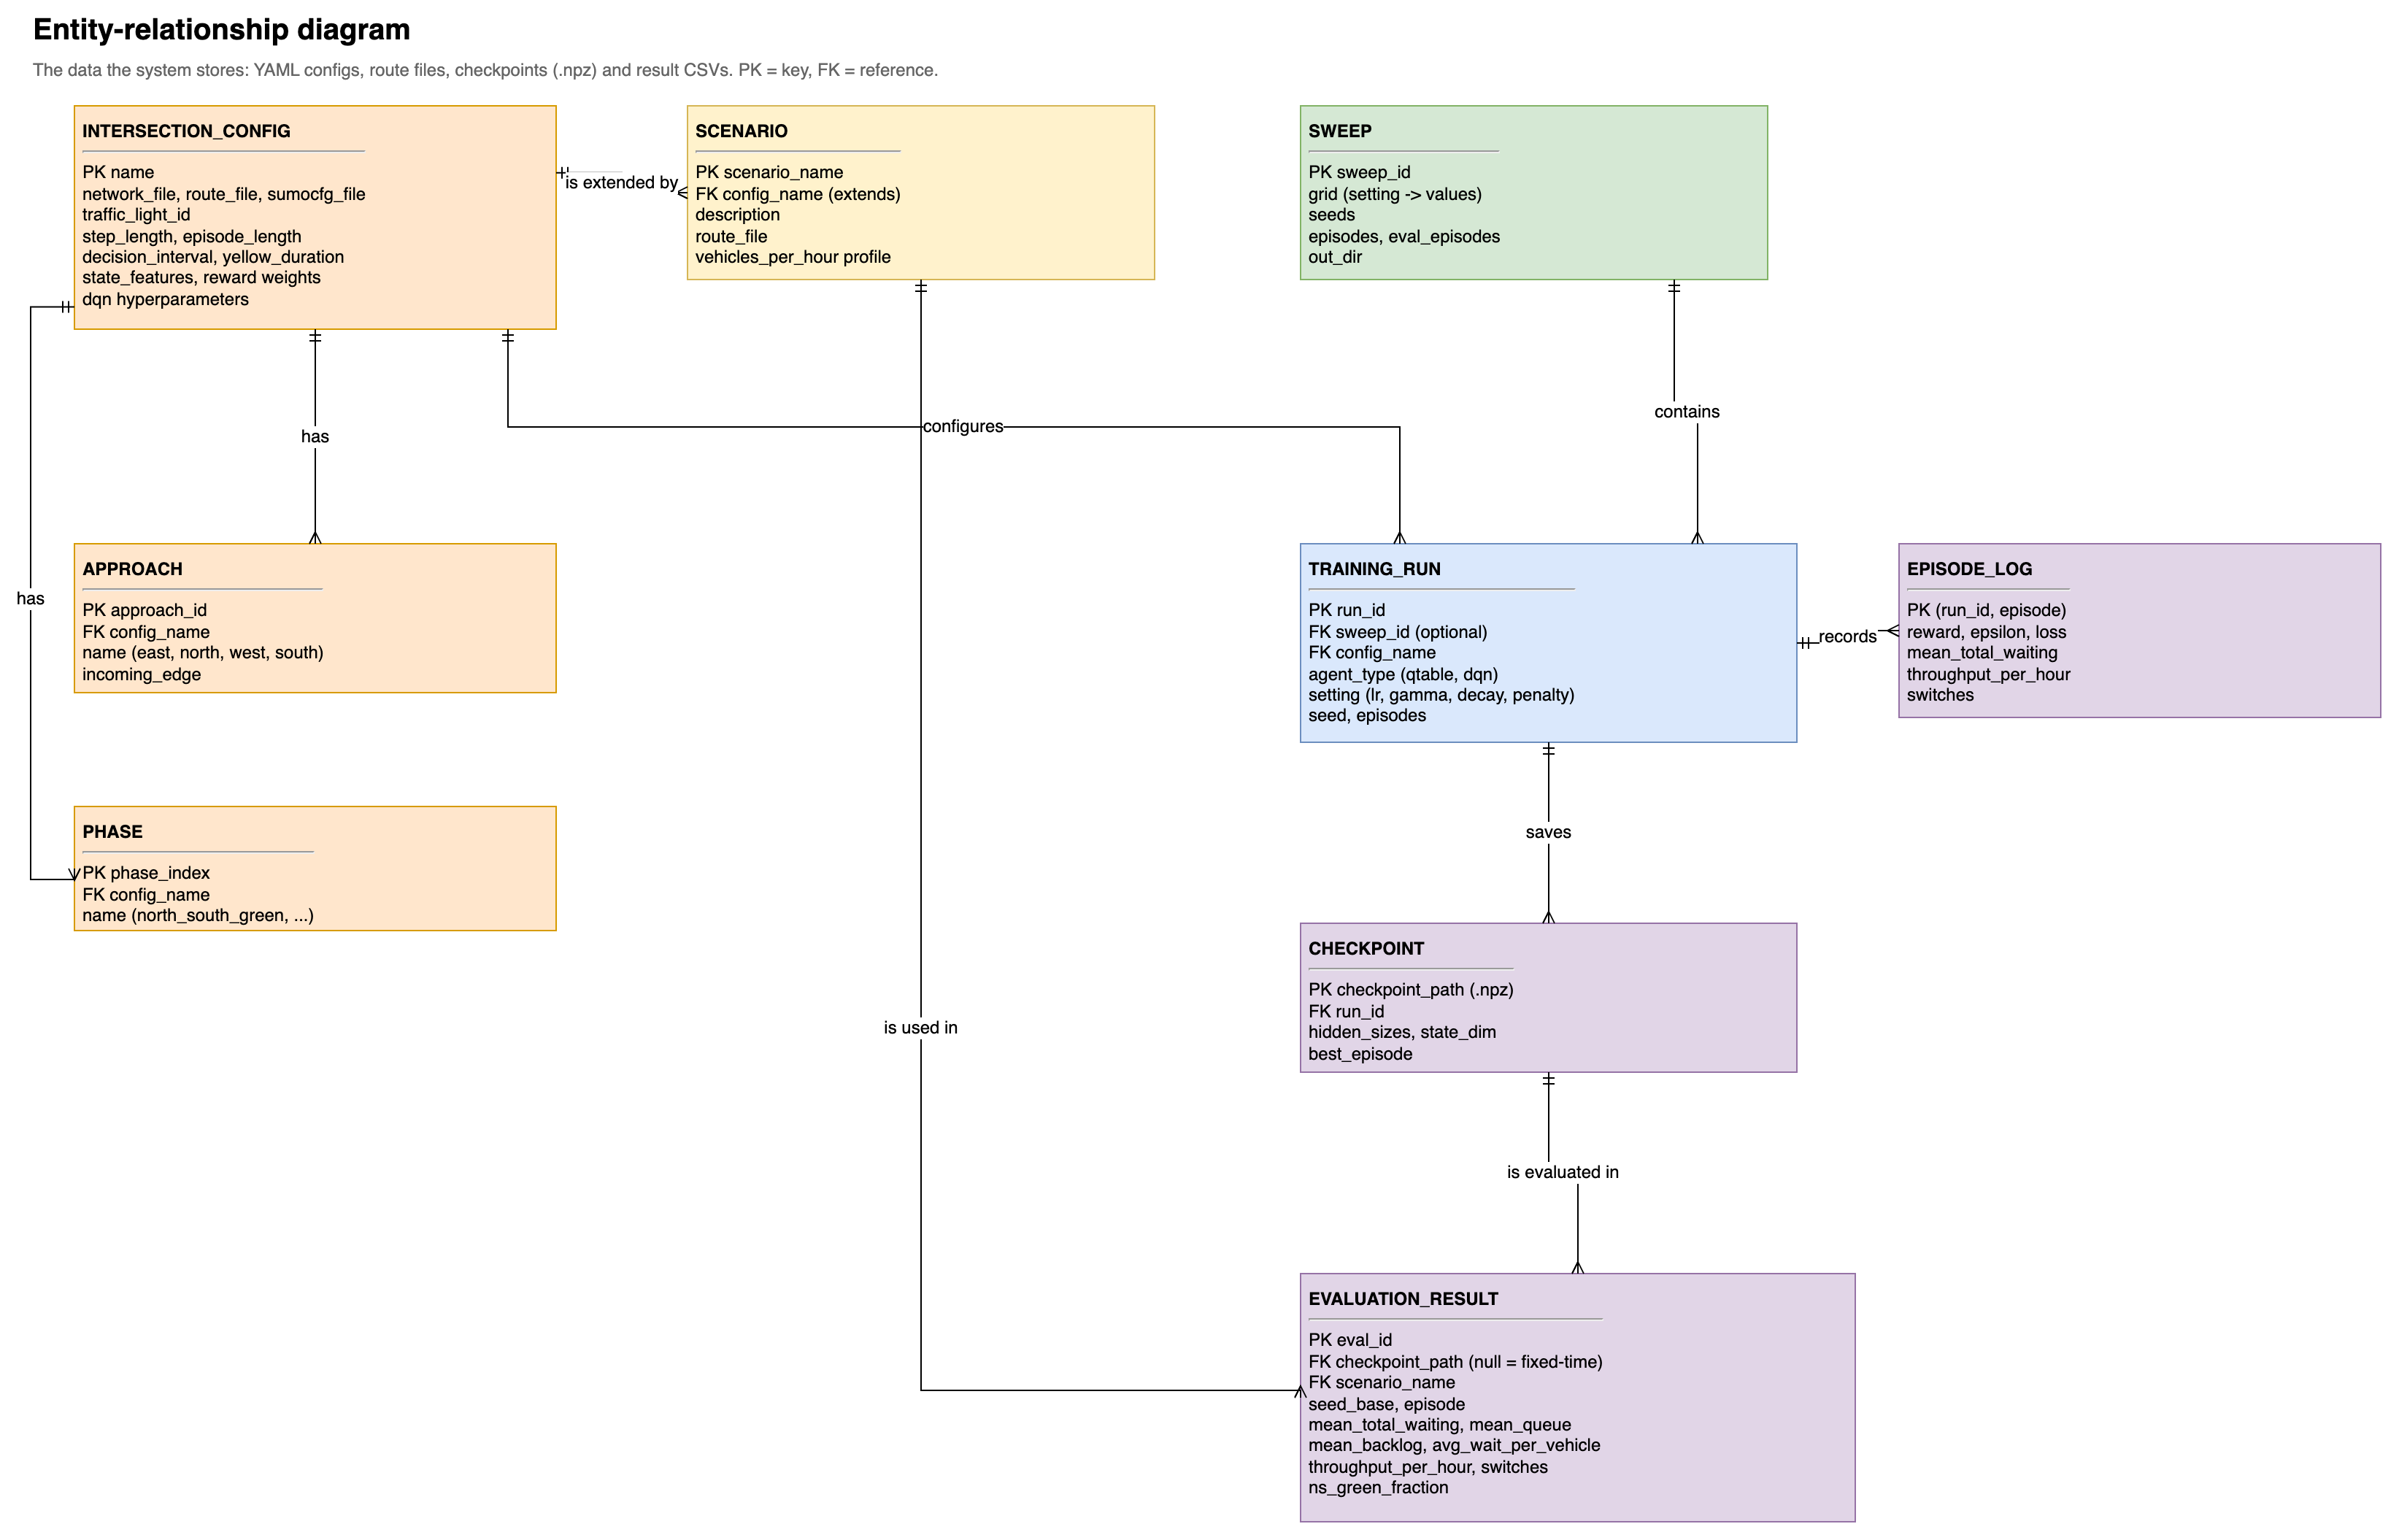 Entity-relationship diagram
The data the system stores: YAML configs, route files, checkpoints (.npz) and result CSVs. PK = key, FK = reference.
INTERSECTION_CONFIG
PK name
network_file, route_file, sumocfg_file
traffic_light_id
step_length, episode_length
decision_interval, yellow_duration
state_features, reward weights
dqn hyperparameters
is extended by
SCENARIO
PK scenario_name
FK config_name (extends)
description
route_file
vehicles_per_hour profile
SWEEP
PK sweep_id
grid (setting -> values)
seeds
episodes, eval_episodes
out_dir
has
configures
contains
has
APPROACH
PK approach_id
FK config_name
name (east, north, west, south)
incoming_edge
TRAINING_RUN
PK run_id
FK sweep_id (optional)
FK config_name
agent_type (qtable, dqn)
setting (lr, gamma, decay, penalty)
seed, episodes
records
EPISODE_LOG
PK (run_id, episode)
reward, epsilon, loss
mean_total_waiting
throughput_per_hour
switches
PHASE
PK phase_index
FK config_name
name (north_south_green, ...)
saves
CHECKPOINT
PK checkpoint_path (.npz)
FK run_id
hidden_sizes, state_dim
best_episode
is used in
is evaluated in
EVALUATION_RESULT
PK eval_id
FK checkpoint_path (null = fixed-time)
FK scenario_name
seed_base, episode
mean_total_waiting, mean_queue
mean_backlog, avg_wait_per_vehicle
throughput_per_hour, switches
ns_green_fraction